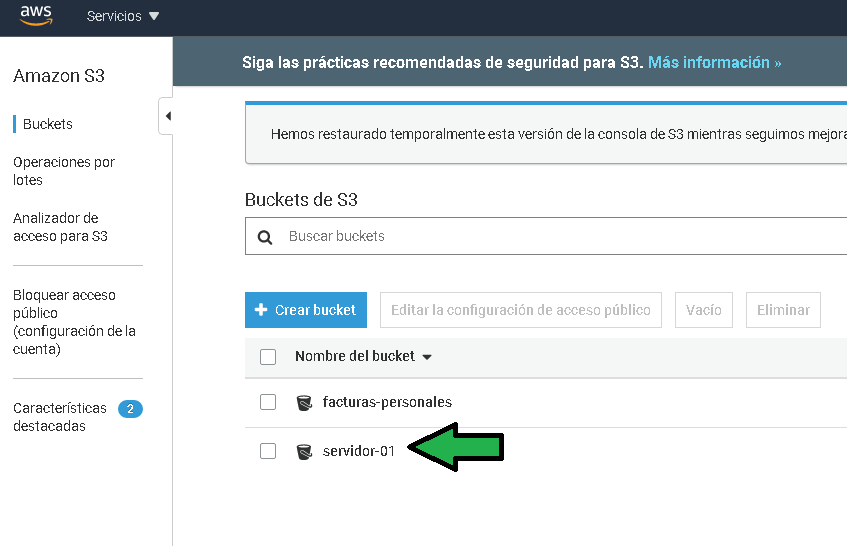 aws
Servicios
Amazon S3
Buckets
Operaciones por
lotes
Analizador de
acceso para S3
Bloquear acceso
público
(configuración de la
cuenta)
Características 2
destacadas
Siga las prácticas recomendadas de seguridad para S3. Más información »
Hemos restaurado temporalmente esta versión de la consola de S3 mientras seguimos mejora
Buckets de S3
Buscar buckets
+ Crear bucket
Editar la configuración de acceso público
Vacío
Eliminar
Nombre del bucket
facturas-personales
servidor-01